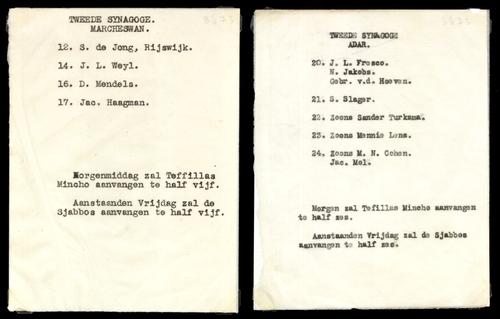 TWEEDE SYNAGOGE.
MARCHESWAN.
12. S. de Jong, Rijswijk.
14. J. L. Weyl.
16. D. Mendels.
17. Jac. Haagman.
Morgenmiddag zal Teffillas
Mincho aanvangen te half vijf.
Aanstaanden Vrijdag zal de
Sjabbos aanvangen te half vijf.
TWEEDE SYNAGOGE
ADAR.
20. J. L. Fresco.
N. Jakobs.
Gebr. v.d. Hoeven.
21. S. Slager.
22. Zoons Sander Turksma.
23. Zoons Mennie Lens.
24. Zoons M. N. Cohen.
Jac. Mol.
Morgen zal Tefillas Mincho aanvangen
te half zes.
Aanstaanden Vrijdag zal de Sjabbos
aanvangen te half zes.